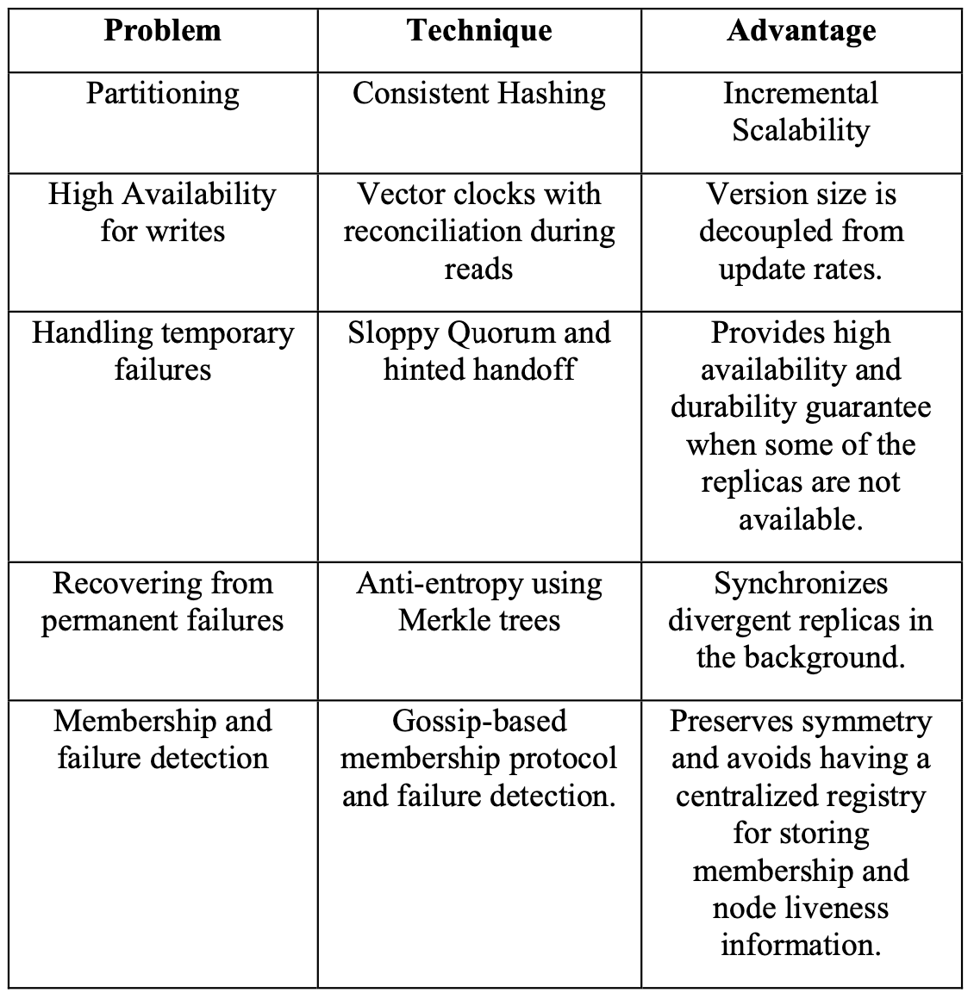 Problem
Technique
Advantage
Partitioning
Consistent Hashing
Incremental
Scalability
High Availability
for writes
Vector clocks with
reconciliation during
reads
Version size is
decoupled from
update rates.
Handling temporary
failures
Sloppy Quorum and
hinted handoff
Provides high
availability and
durability guarantee
when some of the
replicas are not
available.
Recovering from
permanent failures
Anti-entropy using
Merkle trees
Synchronizes
divergent replicas in
the background.
Membership and
failure detection
Gossip-based
membership protocol
and failure detection.
Preserves symmetry
and avoids having a
centralized registry
for storing
membership and
node liveness
information.